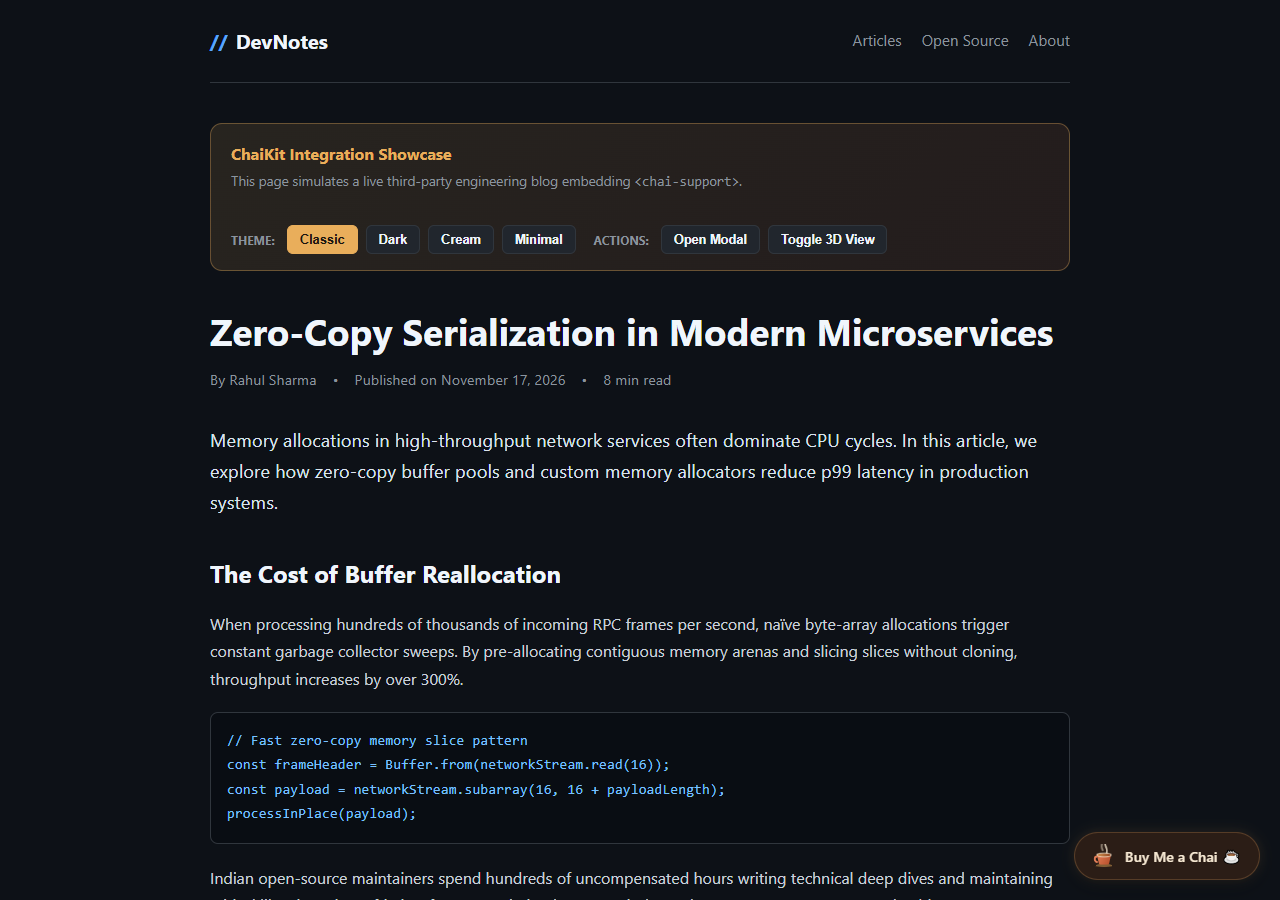 // DevNotes
Articles Open Source About
ChaiKit Integration Showcase
This page simulates a live third-party engineering blog embedding <chai-support>.
THEME: Classic Dark Cream Minimal ACTIONS: Open Modal Toggle 3D View
Zero-Copy Serialization in Modern Microservices
By Rahul Sharma • Published on November 17, 2026 • 8 min read
Memory allocations in high-throughput network services often dominate CPU cycles. In this article, we
explore how zero-copy buffer pools and custom memory allocators reduce p99 latency in production
systems.
The Cost of Buffer Reallocation
When processing hundreds of thousands of incoming RPC frames per second, naïve byte-array allocations trigger
constant garbage collector sweeps. By pre-allocating contiguous memory arenas and slicing slices without cloning,
throughput increases by over 300%.
// Fast zero-copy memory slice pattern
const frameHeader = Buffer.from(networkStream.read(16));
const payload = networkStream.subarray(16, 16 + payloadLength);
processInPlace(payload);
Buy Me a Chai ☕
Indian open-source maintainers spend hundreds of uncompensated hours writing technical deep dives and maintaining